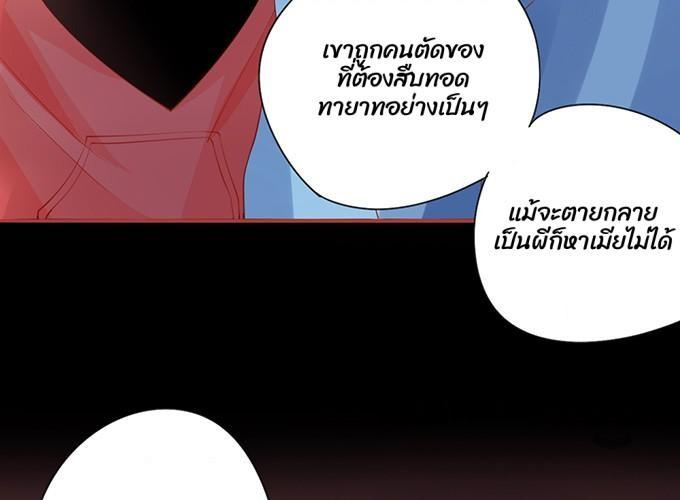 เขาถูกคนตัดของ
ที่ต้องสืบทอด
ทายาทอย่างเป็นๆ
แม้จะตายกลาย
เป็นผีก็หาเมียไม่ได้